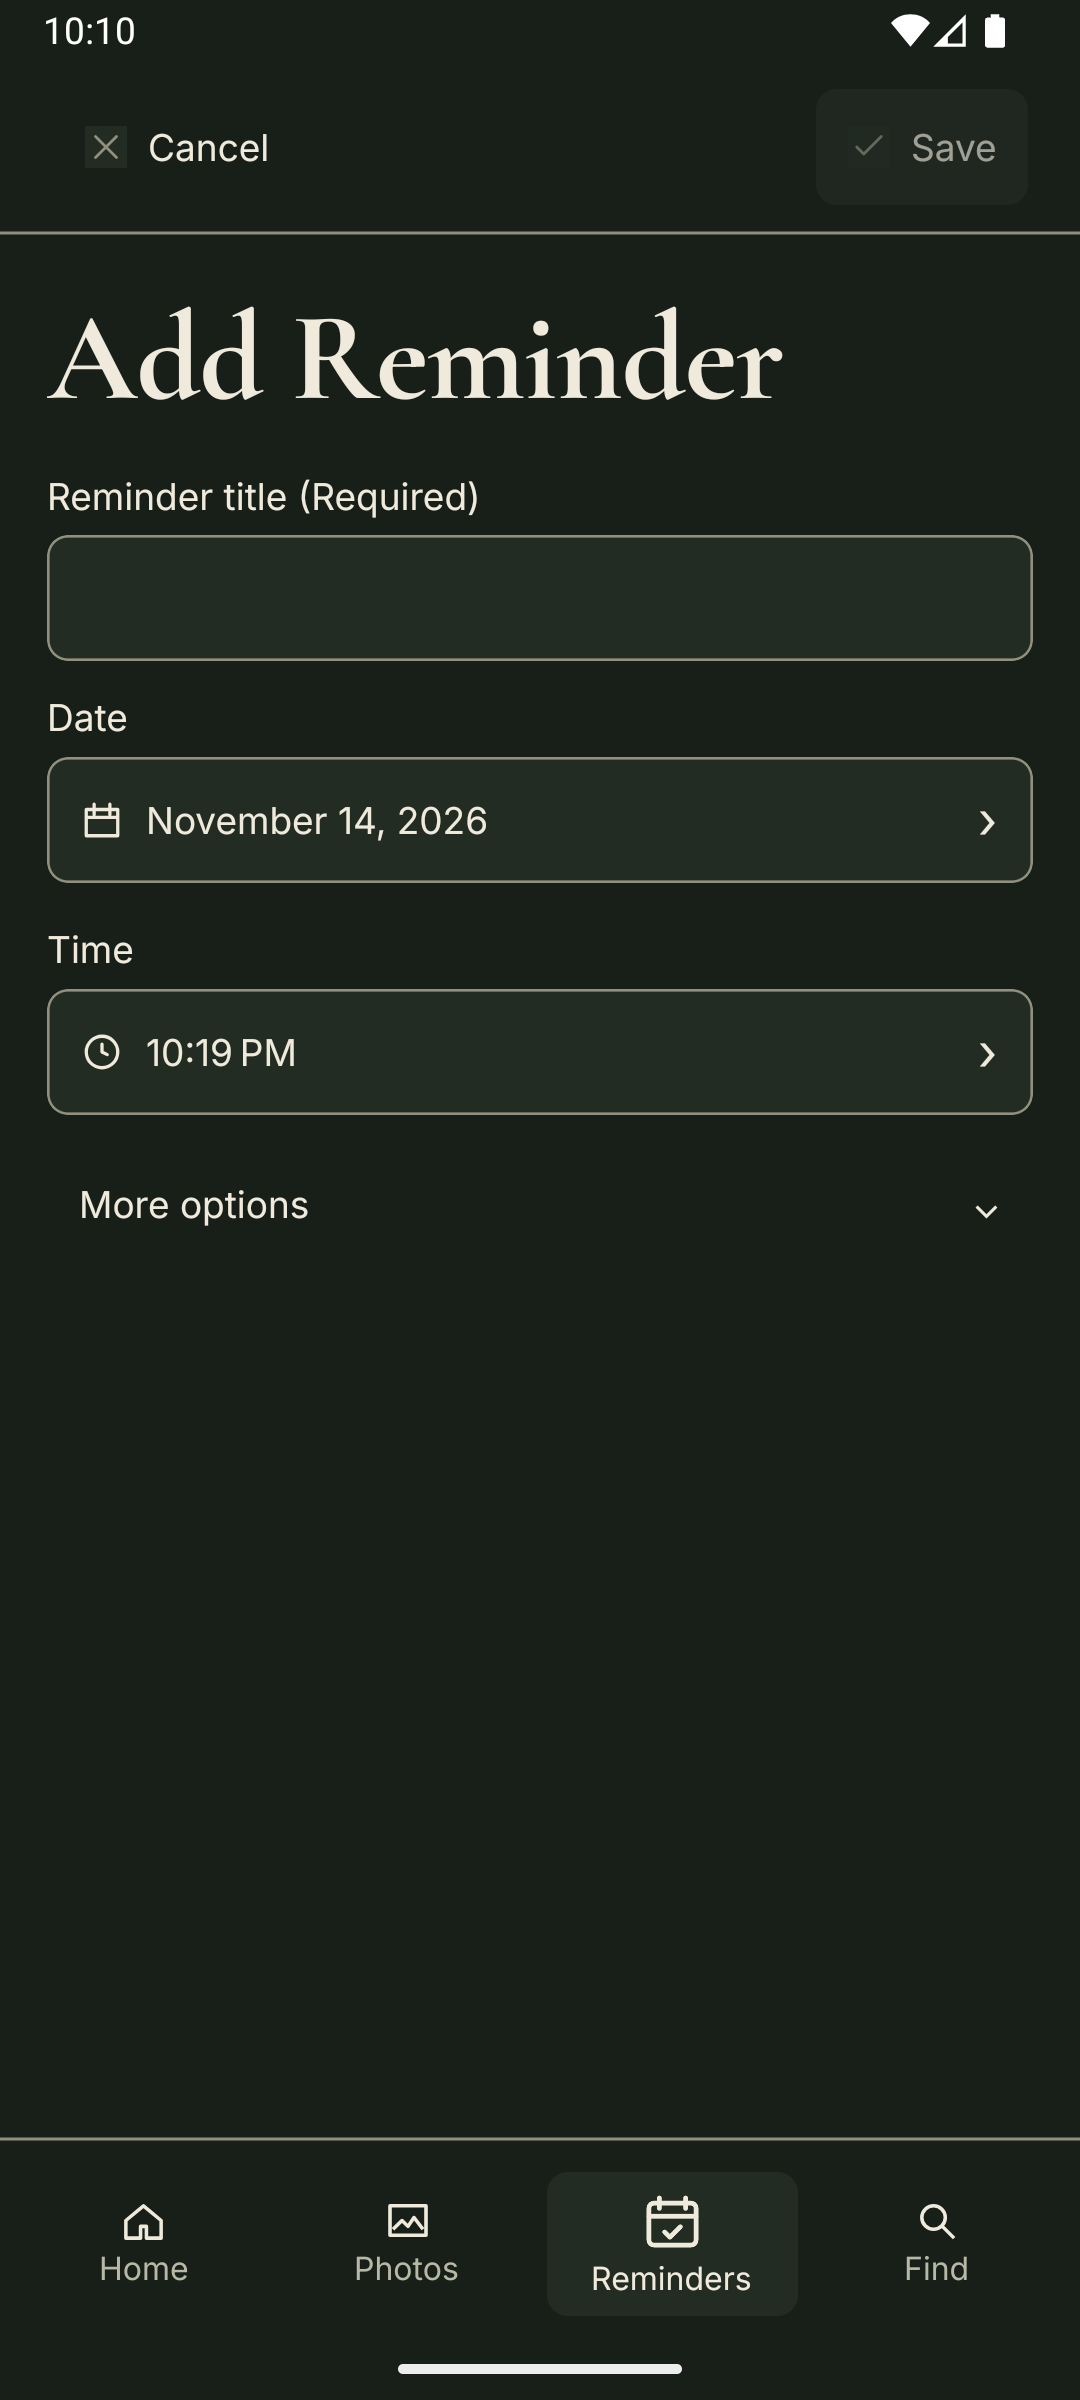 10:10
Cancel
Save
Add Reminder
Reminder title (Required)
Date
November 14, 2026
Time
10:19 PM
More options
Home
Photos
Reminders
Find